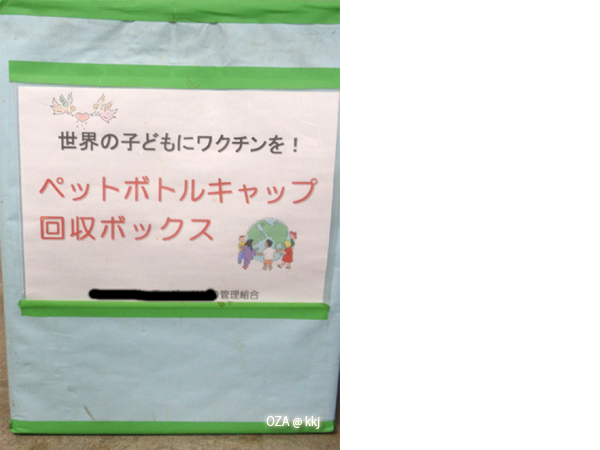 世界の子どもにワクチンを！
ペットボトルキャップ
回収ボックス
管理組合
OZA @ kkj